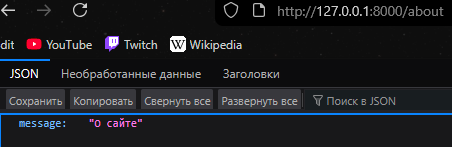 http://127.0.0.1:8000/about
dit YouTube Twitch W Wikipedia
JSON Необработанные данные Заголовки
Сохранить Копировать Свернуть все Развернуть все Поиск в JSON
message: "О сайте"